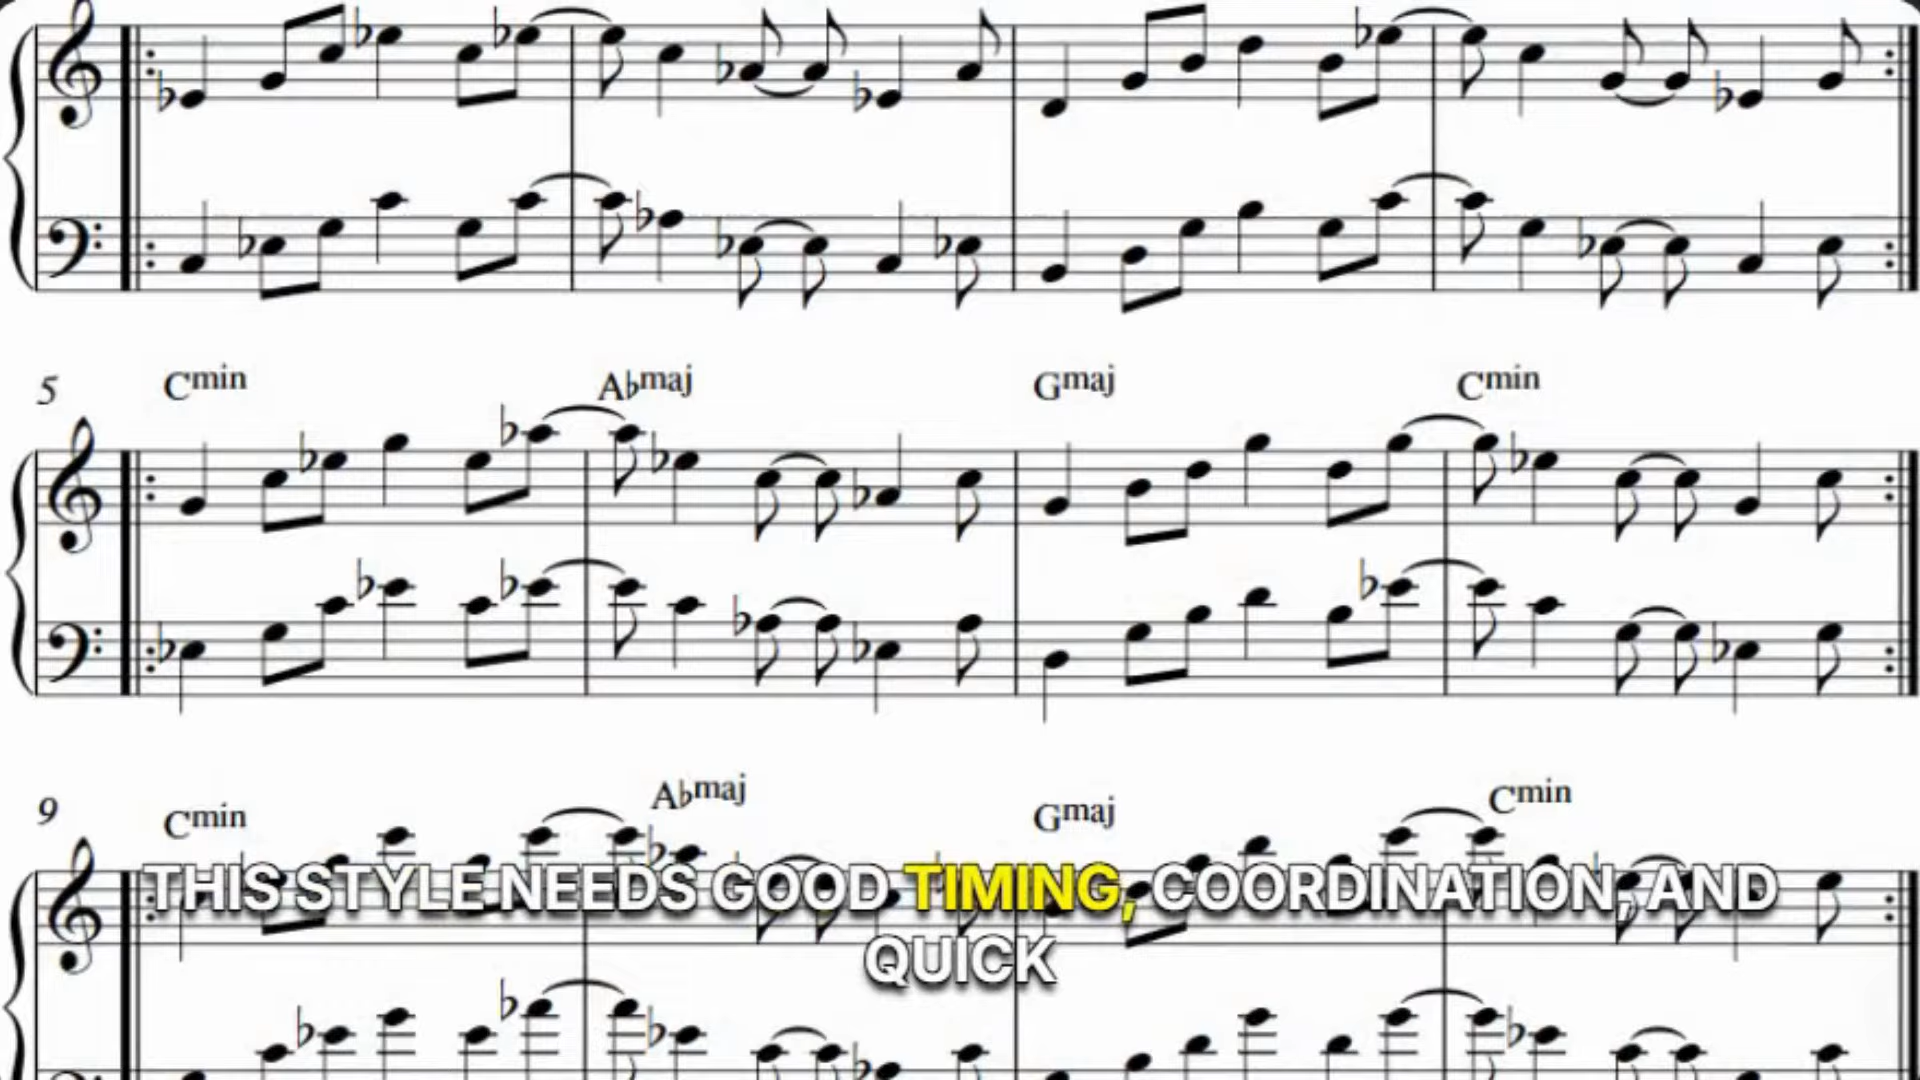 5 Cmin A♭maj Gmaj Cmin
9 Cmin A♭maj Gmaj Cmin
THIS STYLE NEEDS GOOD TIMING, COORDINATION, AND
QUICK